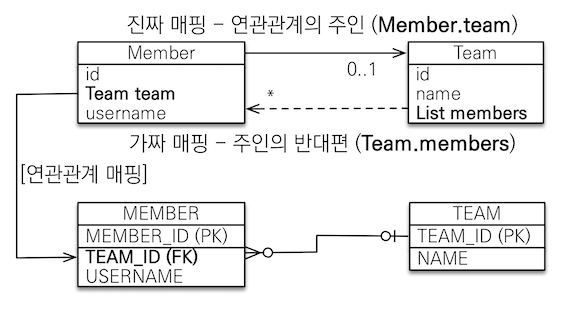 진짜 매핑 – 연관관계의 주인 (Member.team)
Member
id
Team team
username
0..1
*
Team
id
name
List members
가짜 매핑 – 주인의 반대편 (Team.members)
[연관관계 매핑]
MEMBER
MEMBER_ID (PK)
TEAM_ID (FK)
USERNAME
TEAM
TEAM_ID (PK)
NAME